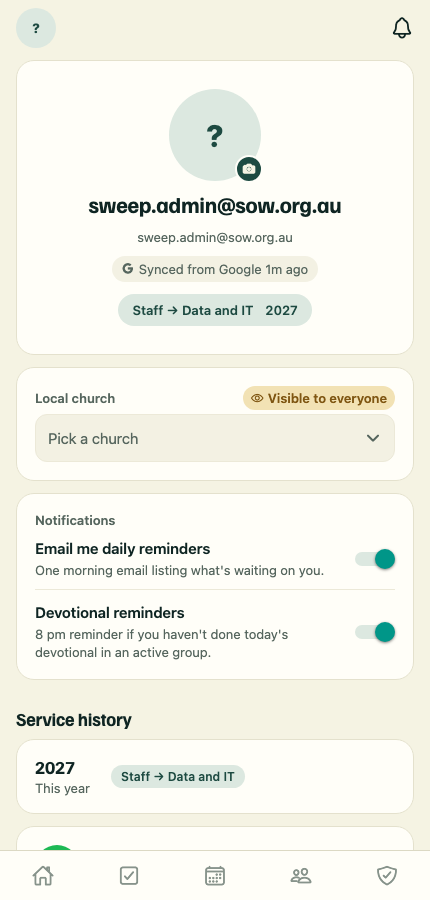 ?
?
sweep.admin@sow.org.au
sweep.admin@sow.org.au
G Synced from Google 1m ago
Staff → Data and IT 2027
Local church
Visible to everyone
Pick a church
Notifications
Email me daily reminders
One morning email listing what's waiting on you.
Devotional reminders
8 pm reminder if you haven't done today's
devotional in an active group.
Service history
2027
Staff → Data and IT
This year